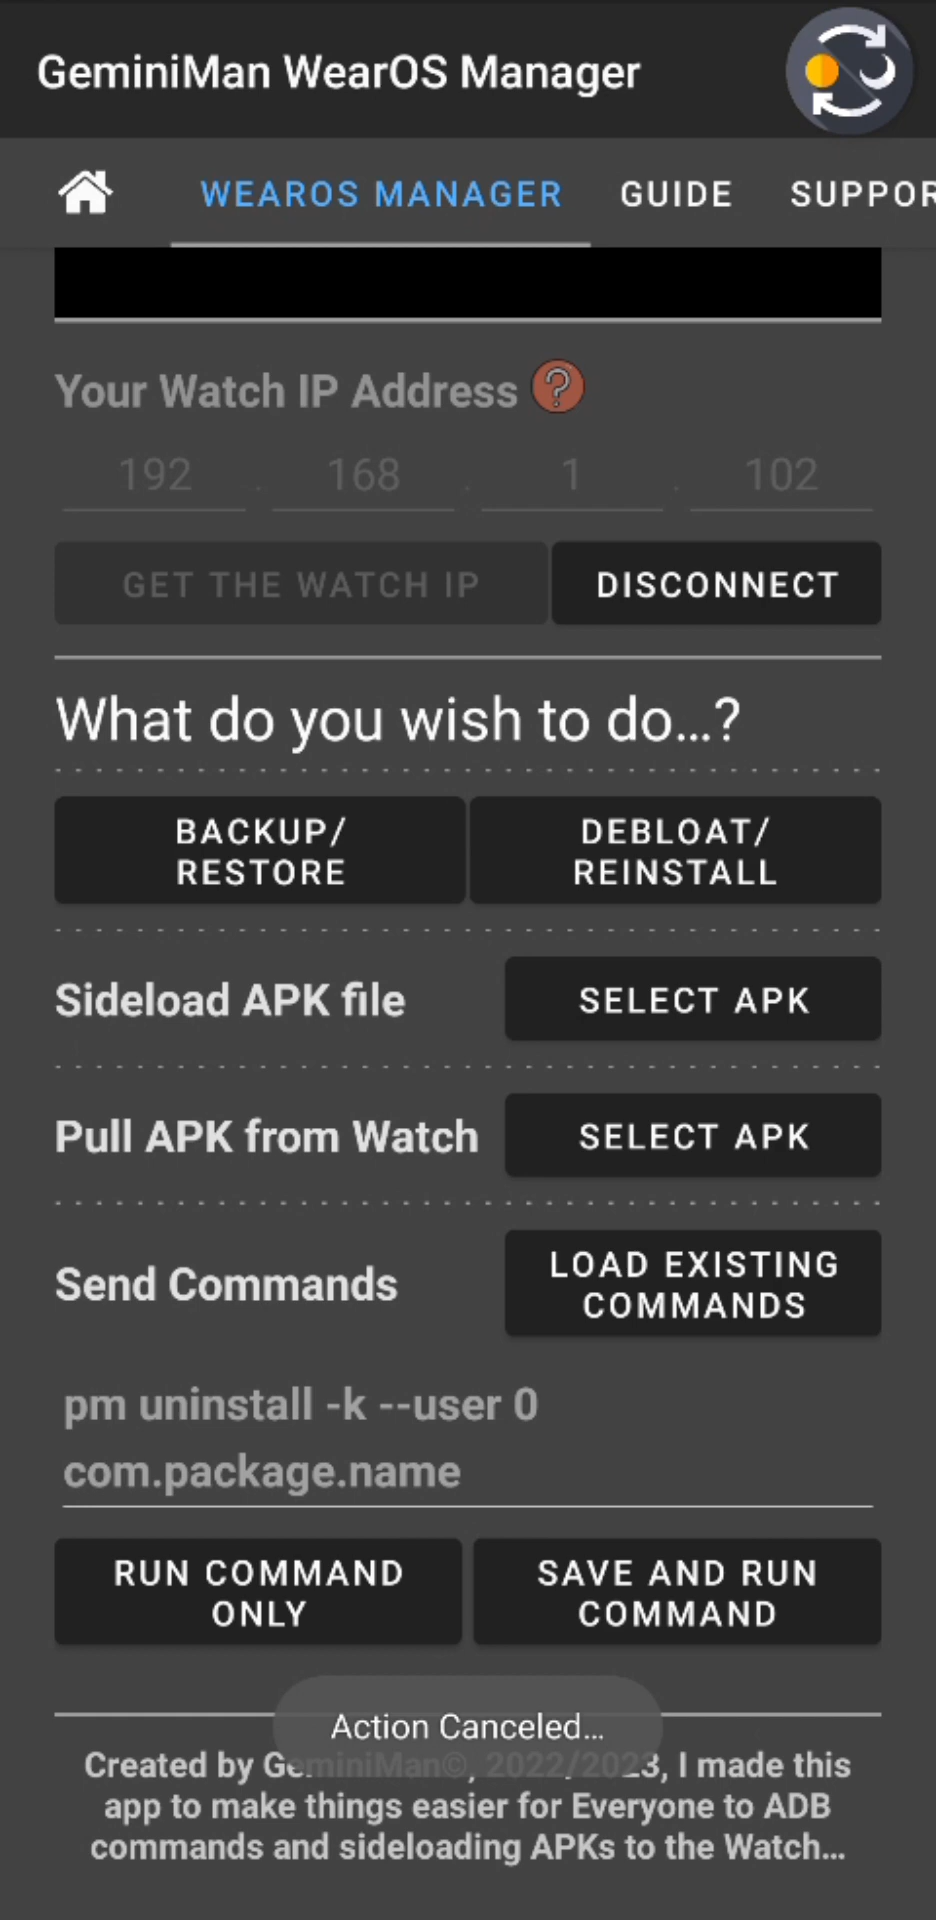 GeminiMan WearOS Manager
WEAROS MANAGER GUIDE SUPPOR
Your Watch IP Address ?
192 . 168 . 1 . 102
GET THE WATCH IP DISCONNECT
What do you wish to do...?
BACKUP/
RESTORE
DEBLOAT/
REINSTALL
Sideload APK file SELECT APK
Pull APK from Watch SELECT APK
Send Commands
LOAD EXISTING
COMMANDS
pm uninstall -k --user 0
com.package.name
RUN COMMAND
ONLY
SAVE AND RUN
COMMAND
Action Canceled...
Created by GeminiMan©, 2022/2023, I made this
app to make things easier for Everyone to ADB
commands and sideloading APKs to the Watch...